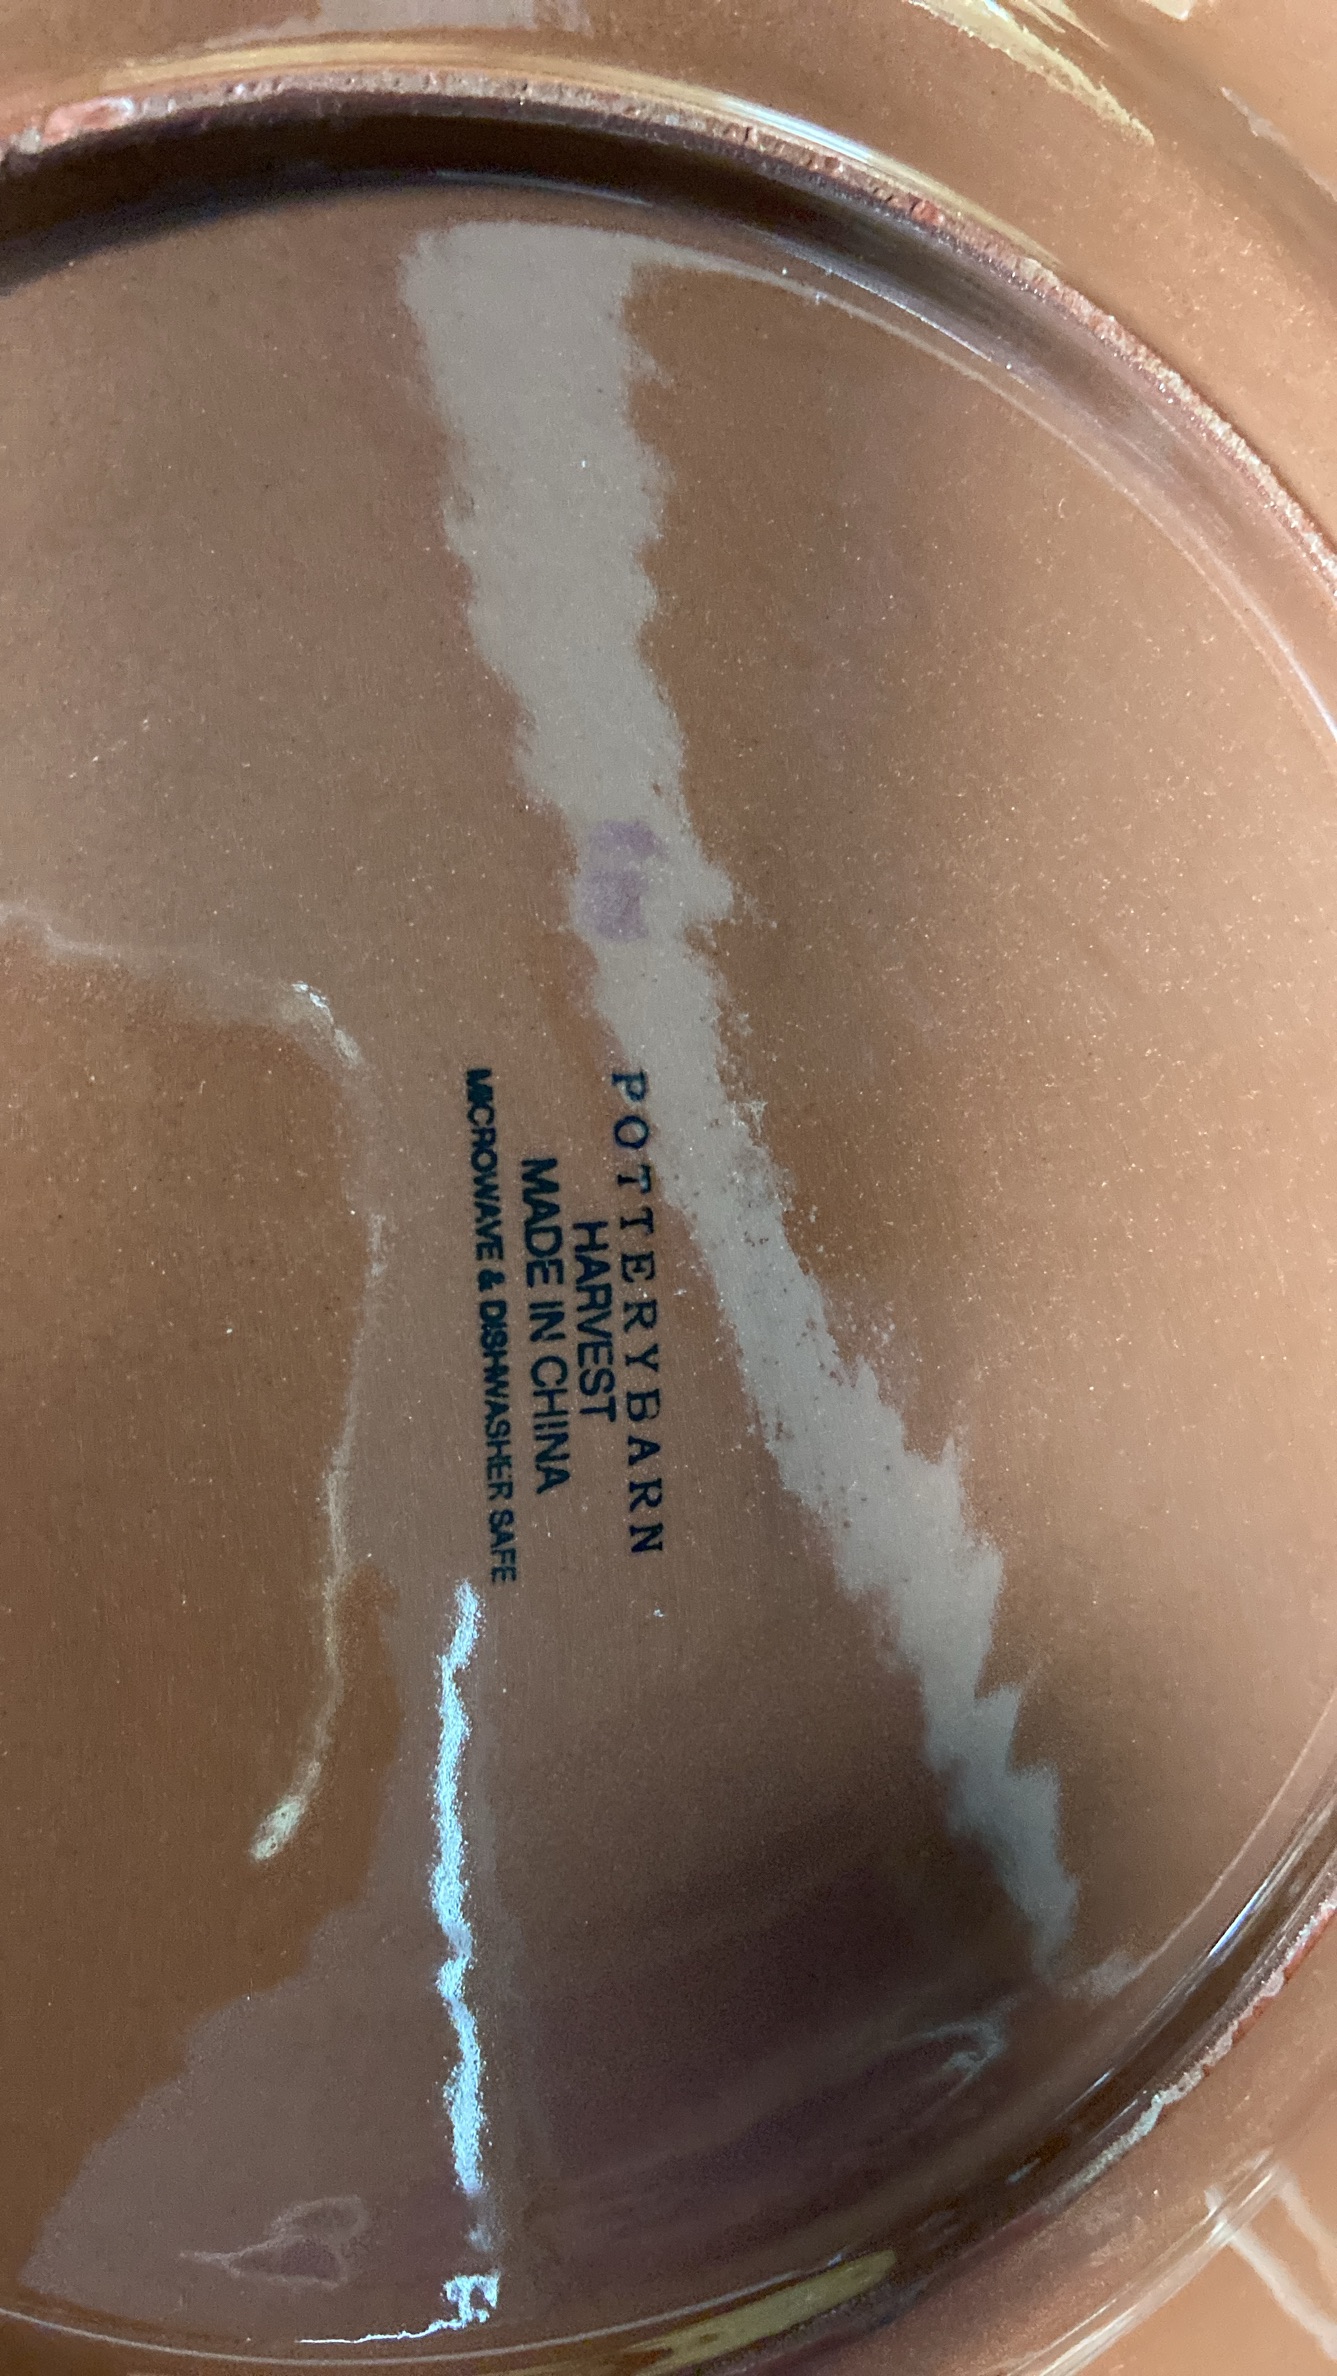 POTTERYBARN
HARVEST
MADE IN CHINA
MICROWAVE & DISHWASHER SAFE